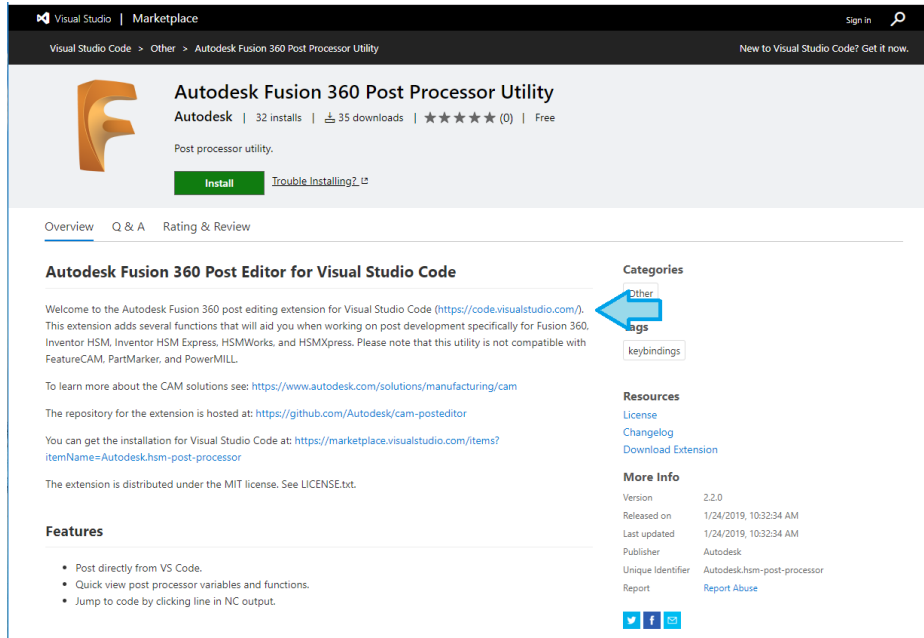 Visual Studio | Marketplace
Sign in
Visual Studio Code > Other > Autodesk Fusion 360 Post Processor Utility
New to Visual Studio Code? Get it now.
Autodesk Fusion 360 Post Processor Utility
Autodesk | 32 installs | 35 downloads | ★★★★★ (0) | Free
Post processor utility.
Install
Trouble Installing?
Overview Q & A Rating & Review
Autodesk Fusion 360 Post Editor for Visual Studio Code
Welcome to the Autodesk Fusion 360 post editing extension for Visual Studio Code (https://code.visualstudio.com/).
This extension adds several functions that will aid you when working on post development specifically for Fusion 360,
Inventor HSM, Inventor HSM Express, HSMWorks, and HSMXpress. Please note that this utility is not compatible with
FeatureCAM, PartMarker, and PowerMILL.
To learn more about the CAM solutions see: https://www.autodesk.com/solutions/manufacturing/cam
The repository for the extension is hosted at: https://github.com/Autodesk/cam-posteditor
You can get the installation for Visual Studio Code at: https://marketplace.visualstudio.com/items?
itemName=Autodesk.hsm-post-processor
The extension is distributed under the MIT license. See LICENSE.txt.
Features
• Post directly from VS Code.
• Quick view post processor variables and functions.
• Jump to code by clicking line in NC output.
Categories
Other
Tags
keybindings
Resources
License
Changelog
Download Extension
More Info
Version 2.2.0
Released on 1/24/2019, 10:32:34 AM
Last updated 1/24/2019, 10:32:34 AM
Publisher Autodesk
Unique Identifier Autodesk.hsm-post-processor
Report Report Abuse